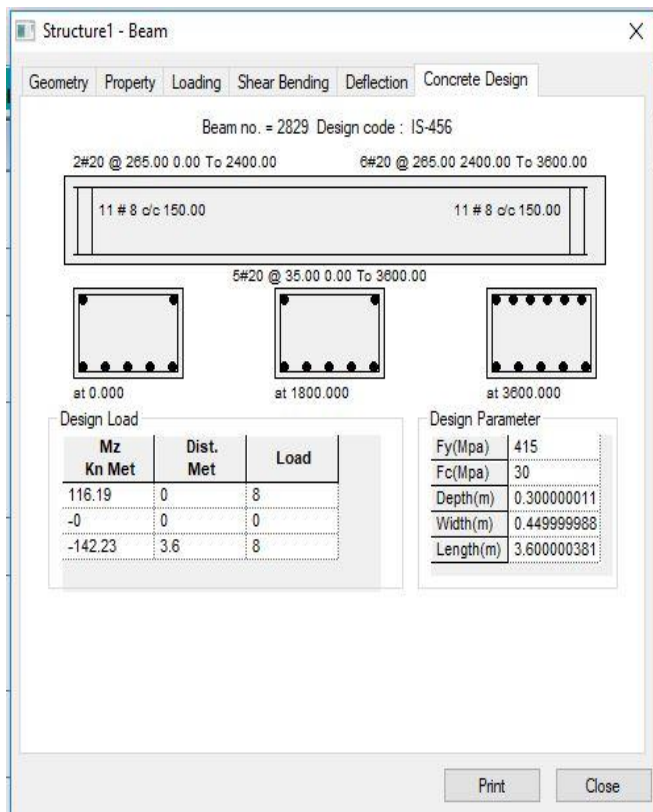 Structure1 - Beam
Geometry Property Loading Shear Bending Deflection Concrete Design
Beam no. = 2829 Design code : IS-456
2#20 @ 265.00 0.00 To 2400.00 6#20 @ 265.00 2400.00 To 3600.00
11 # 8 c/c 150.00 11 # 8 c/c 150.00
5#20 @ 35.00 0.00 To 3600.00
at 0.000 at 1800.000 at 3600.000
Design Load
Mz
Kn Met
Dist.
Met
Load
116.19 0 8
-0 0 0
-142.23 3.6 8
Design Parameter
Fy(Mpa) 415
Fc(Mpa) 30
Depth(m) 0.300000011
Width(m) 0.449999988
Length(m) 3.600000381
Print Close